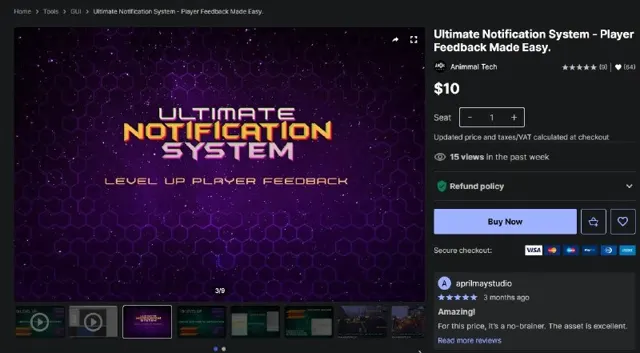 Home > Tools > GUI > Ultimate Notification System - Player Feedback Made Easy.
ULTIMATE
NOTIFICATION
SYSTEM
LEVEL UP PLAYER FEEDBACK
3/9
Ultimate Notification System - Player
Feedback Made Easy.
Animmal Tech
(9) | (64)
$10
Seat - 1 +
Updated price and taxes/VAT calculated at checkout
15 views in the past week
Refund policy
Buy Now
Secure checkout: VISA
A aprilmaystudio
3 months ago
Amazing!
For this price, it's a no-brainer. The asset is excellent.
Read more reviews